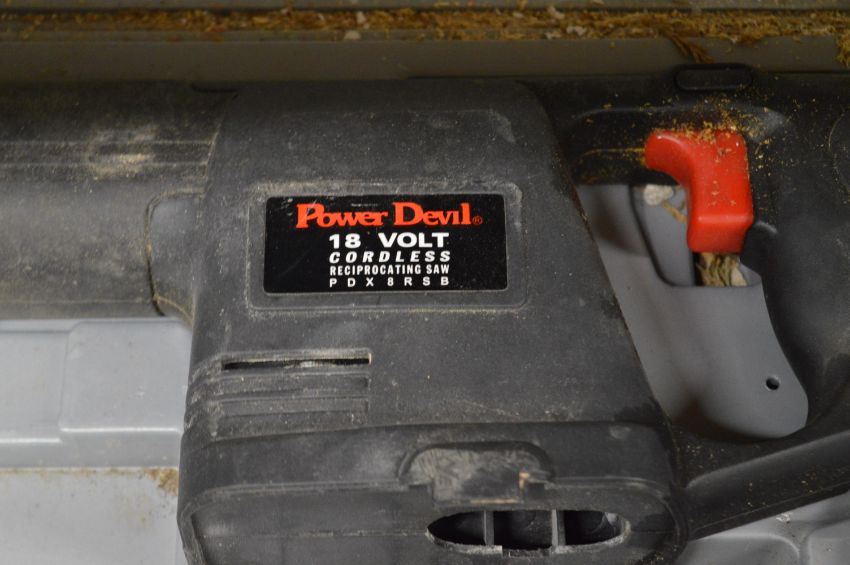 Power Devil®
18 VOLT
CORDLESS
RECIPROCATING SAW
PDX8RSB